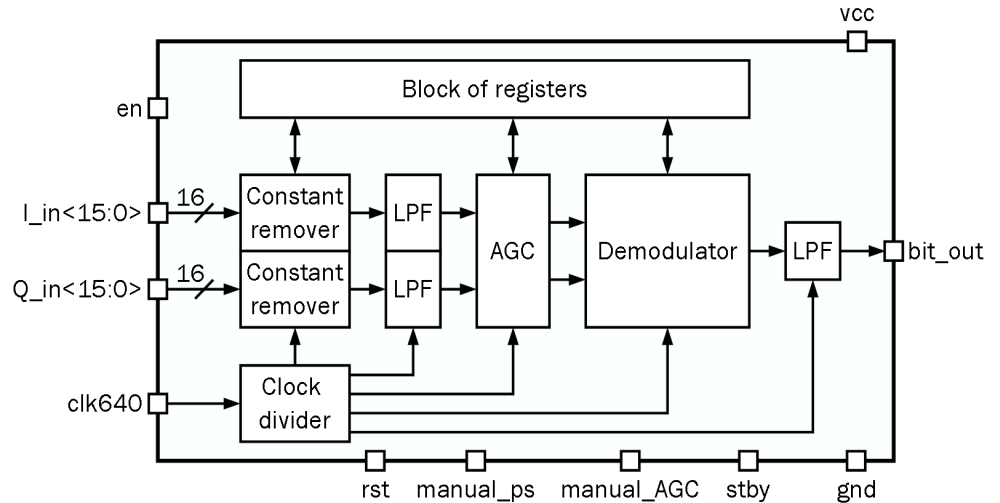 vcc
Block of registers
en
I_in<15:0>
16
Constant
remover
LPF
AGC
Demodulator
LPF
bit_out
Q_in<15:0>
16
Constant
remover
LPF
clk640
Clock
divider
rst
manual_ps
manual_AGC
stby
gnd